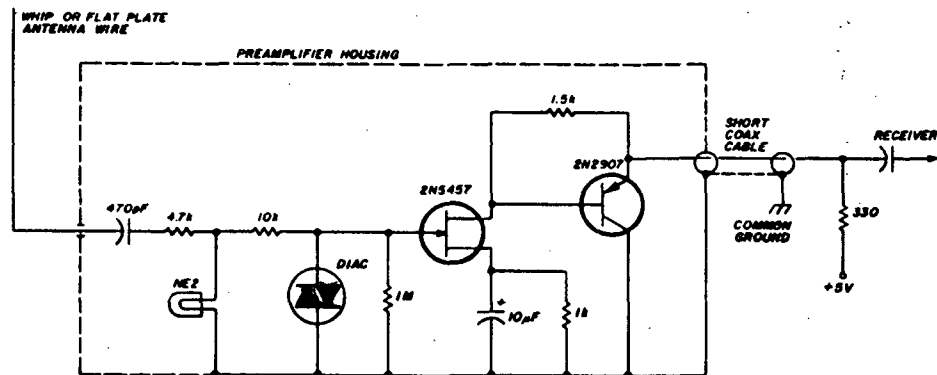 WHIP OR FLAT PLATE
ANTENNA WIRE
PREAMPLIFIER HOUSING
1.5k
SHORT
COAX
CABLE
RECEIVER
2N2907
2N5457
470pF
4.7k
10k
330
COMMON
GROUND
DIAC
NE2
1M
+
10µF
1k
+5V